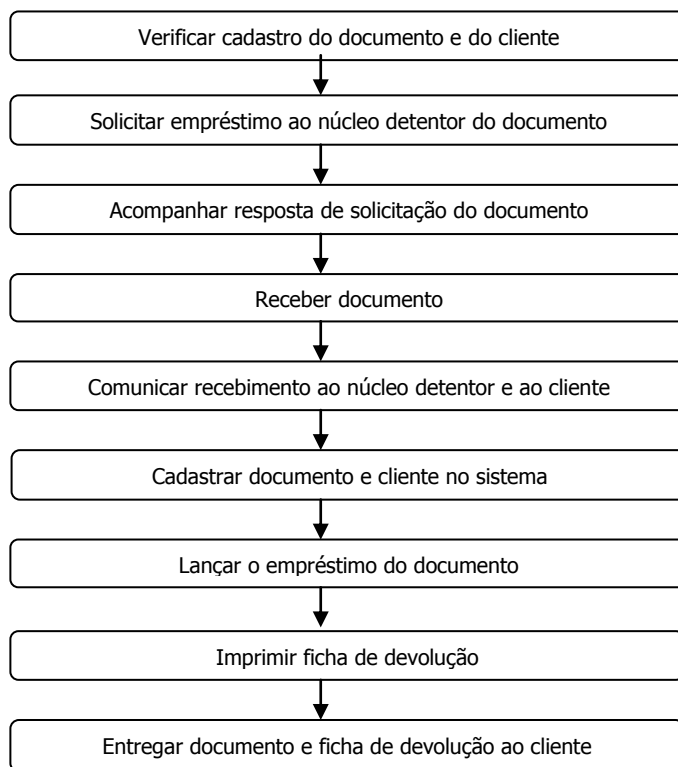 Verificar cadastro do documento e do cliente
Solicitar empréstimo ao núcleo detentor do documento
Acompanhar resposta de solicitação do documento
Receber documento
Comunicar recebimento ao núcleo detentor e ao cliente
Cadastrar documento e cliente no sistema
Lançar o empréstimo do documento
Imprimir ficha de devolução
Entregar documento e ficha de devolução ao cliente